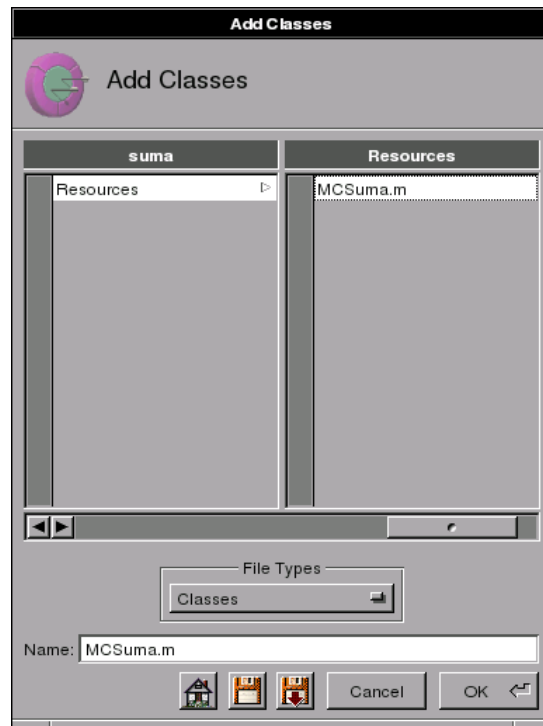 Add Classes
Add Classes
suma
Resources
Resources
MCSuma.m
File Types
Classes
Name: MCSuma.m
Cancel
OK